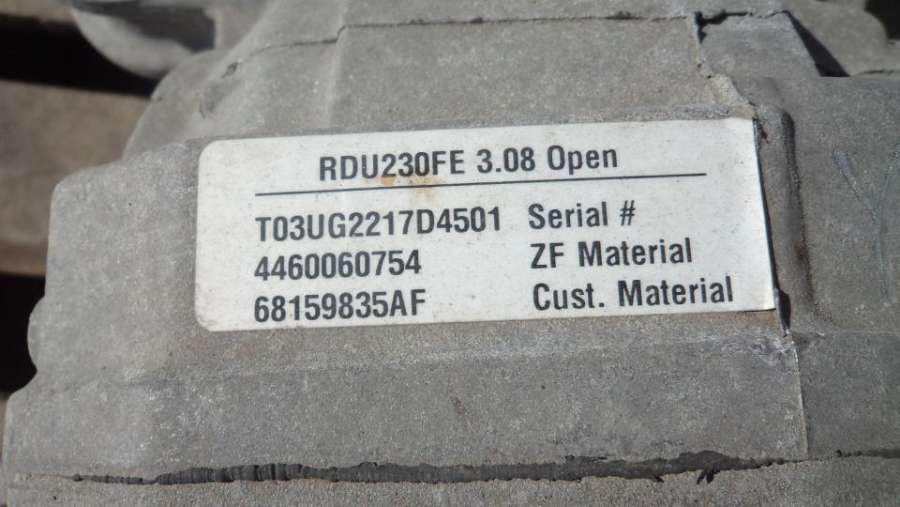 RDU230FE 3.08 Open
T03UG2217D4501 Serial #
4460060754 ZF Material
68159835AF Cust. Material